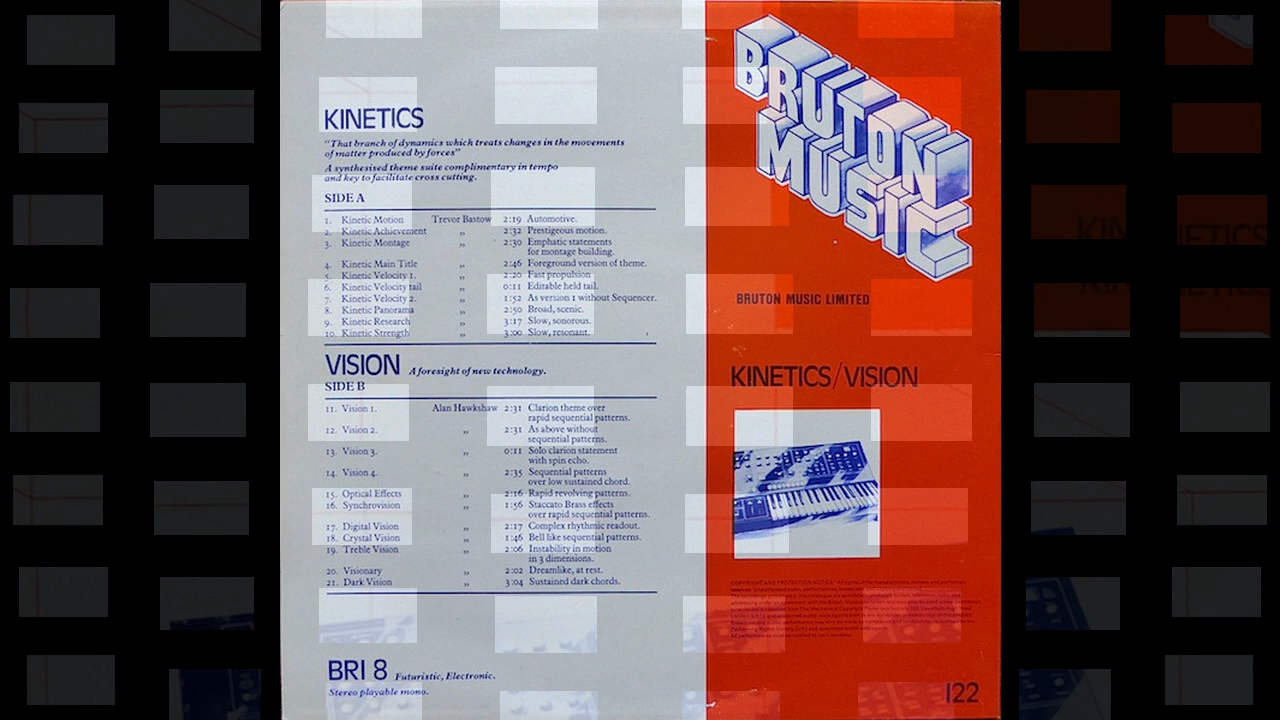 KINETICS
"That branch of dynamics which treats changes in the movements
of matter produced by forces"
A synthesised theme suite complimentary in tempo
and key to facilitate cross cutting.
SIDE A
1. Kinetic Motion Trevor Bastow 2:19 Automotive.
2. Kinetic Achievement ,, 2:32 Prestigeous motion.
3. Kinetic Montage ,, 2:30 Emphatic statements
for montage building.
4. Kinetic Main Title ,, 2:46 Foreground version of theme.
5. Kinetic Velocity 1. ,, 2:20 Fast propulsion
6. Kinetic Velocity tail ,, 0:11 Editable held tail.
7. Kinetic Velocity 2. ,, 1:52 As version 1 without Sequencer.
8. Kinetic Panorama ,, 2:50 Broad, scenic.
9. Kinetic Research ,, 3:17 Slow, sonorous.
10. Kinetic Strength ,, 3:00 Slow, resonant.
VISION A foresight of new technology.
SIDE B
11. Vision 1. Alan Hawkshaw 2:31 Clarion theme over
rapid sequential patterns.
12. Vision 2. ,, 2:31 As above without
sequential patterns.
13. Vision 3. ,, 0:11 Solo clarion statement
with spin echo.
14. Vision 4. ,, 2:35 Sequential patterns
over low sustained chord.
15. Optical Effects ,, 2:16 Rapid revolving patterns.
16. Synchrovision ,, 1:56 Staccato Brass effects
over rapid sequential patterns.
17. Digital Vision ,, 2:17 Complex rhythmic readout.
18. Crystal Vision ,, 1:46 Bell like sequential patterns.
19. Treble Vision ,, 2:06 Instability in motion
in 3 dimensions.
20. Visionary ,, 2:02 Dreamlike, at rest.
21. Dark Vision ,, 3:04 Sustained dark chords.
BRI 8 Futuristic, Electronic.
Stereo playable mono.
BRUTON
MUSIC
BRUTON MUSIC LIMITED
KINETICS/VISION
COPYRIGHT AND PROTECTION NOTICE
122